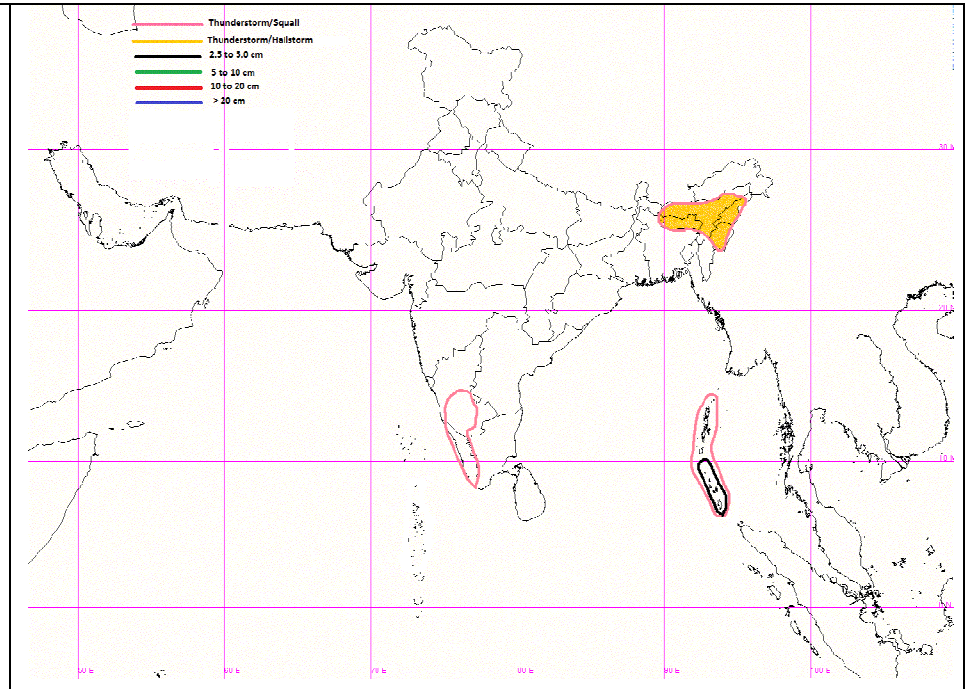 Thunderstorm/Squall
Thunderstorm/Hailstorm
2.5 to 5.0 cm
5 to 10 cm
10 to 20 cm
> 20 cm
30 N
20 N
10 N
50 E
60 E
70 E
80 E
90 E
100 E